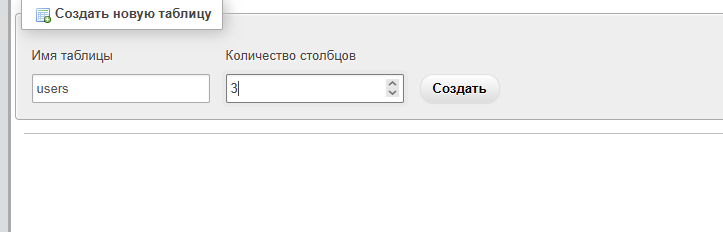 Создать новую таблицу
Имя таблицы Количество столбцов
users 3 Создать